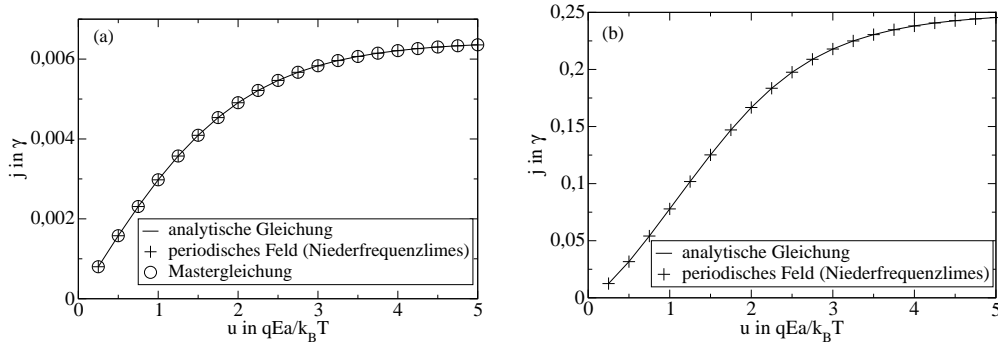 (a)
0,006
0,004
0,002
0
j in γ
analytische Gleichung
periodisches Feld (Niederfrequenzlimes)
Mastergleichung
0 1 2 3 4 5
u in qEa/k_BT
(b)
0,25
0,2
0,15
0,1
0,05
0
j in γ
analytische Gleichung
periodisches Feld (Niederfrequenzlimes)
0 1 2 3 4 5
u in qEa/k_BT